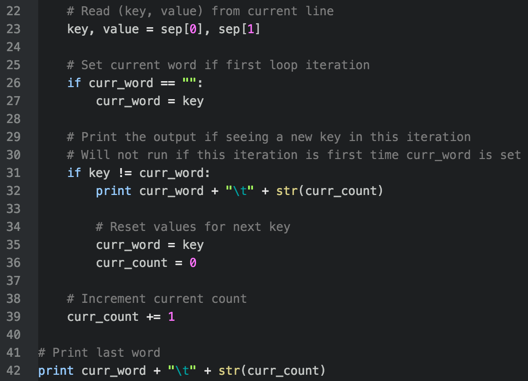 22 # Read (key, value) from current line
23 key, value = sep[0], sep[1]
24
25 # Set current word if first loop iteration
26 if curr_word == "":
27 curr_word = key
28
29 # Print the output if seeing a new key in this iteration
30 # Will not run if this iteration is first time curr_word is set
31 if key != curr_word:
32 print curr_word + "\t" + str(curr_count)
33
34 # Reset values for next key
35 curr_word = key
36 curr_count = 0
37
38 # Increment current count
39 curr_count += 1
40
41 # Print last word
42 print curr_word + "\t" + str(curr_count)